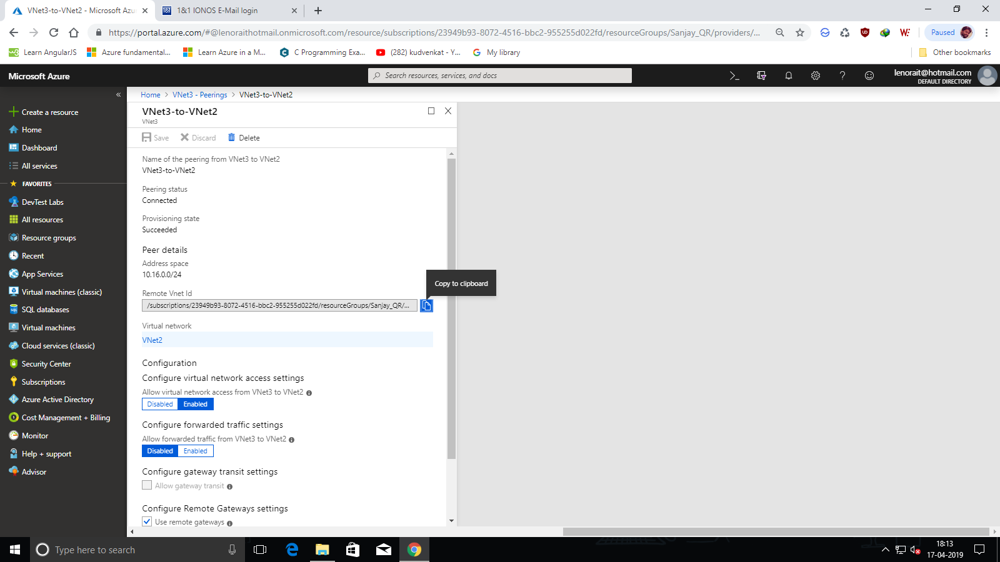 VNet3-to-VNet2 - Microsoft Azu
1&1 IONOS E-Mail login
https://portal.azure.com/#@lenoraithotmail.onmicrosoft.com/resource/subscriptions/23949b93-8072-4516-bbc2-955255d022fd/resourceGroups/Sanjay_QR/providers/...
Paused
Learn AngularJS
Azure fundamental...
Learn Azure in a M...
C Programming Exa...
(282) kudvenkat - Y...
My library
Other bookmarks
Microsoft Azure
Search resources, services, and docs
lenorait@hotmail.com
DEFAULT DIRECTORY
Home > VNet3 - Peerings > VNet3-to-VNet2
Create a resource
Home
Dashboard
All services
FAVORITES
DevTest Labs
All resources
Resource groups
Recent
App Services
Virtual machines (classic)
SQL databases
Virtual machines
Cloud services (classic)
Security Center
Subscriptions
Azure Active Directory
Cost Management + Billing
Monitor
Help + support
Advisor
VNet3-to-VNet2
VNet3
Save
Discard
Delete
Name of the peering from VNet3 to VNet2
VNet3-to-VNet2
Peering status
Connected
Provisioning state
Succeeded
Peer details
Address space
10.16.0.0/24
Copy to clipboard
Remote Vnet Id
/subscriptions/23949b93-8072-4516-bbc2-955255d022fd/resourceGroups/Sanjay_QR/...
Virtual network
VNet2
Configuration
Configure virtual network access settings
Allow virtual network access from VNet3 to VNet2
Disabled Enabled
Configure forwarded traffic settings
Allow forwarded traffic from VNet3 to VNet2
Disabled Enabled
Configure gateway transit settings
Allow gateway transit
Configure Remote Gateways settings
Use remote gateways
Type here to search
18:13
17-04-2019